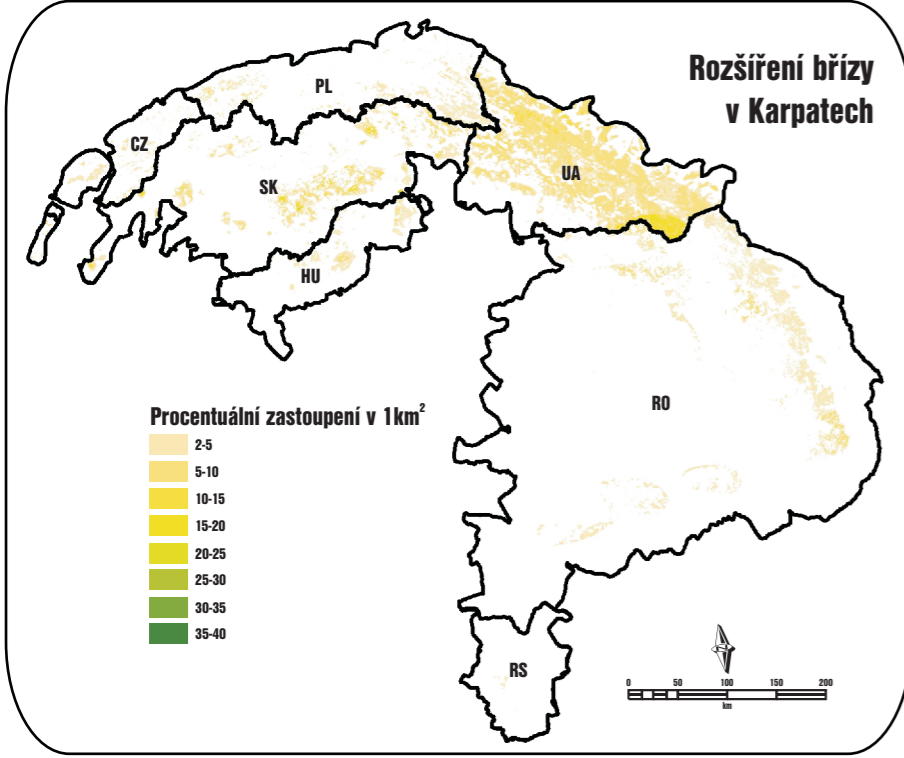 Rozšíření břízy
v Karpatech
PL
CZ
SK
UA
HU
RO
RS
Procentuální zastoupení v 1km²
2-5
5-10
10-15
15-20
20-25
25-30
30-35
35-40
0 50 100 150 200
km